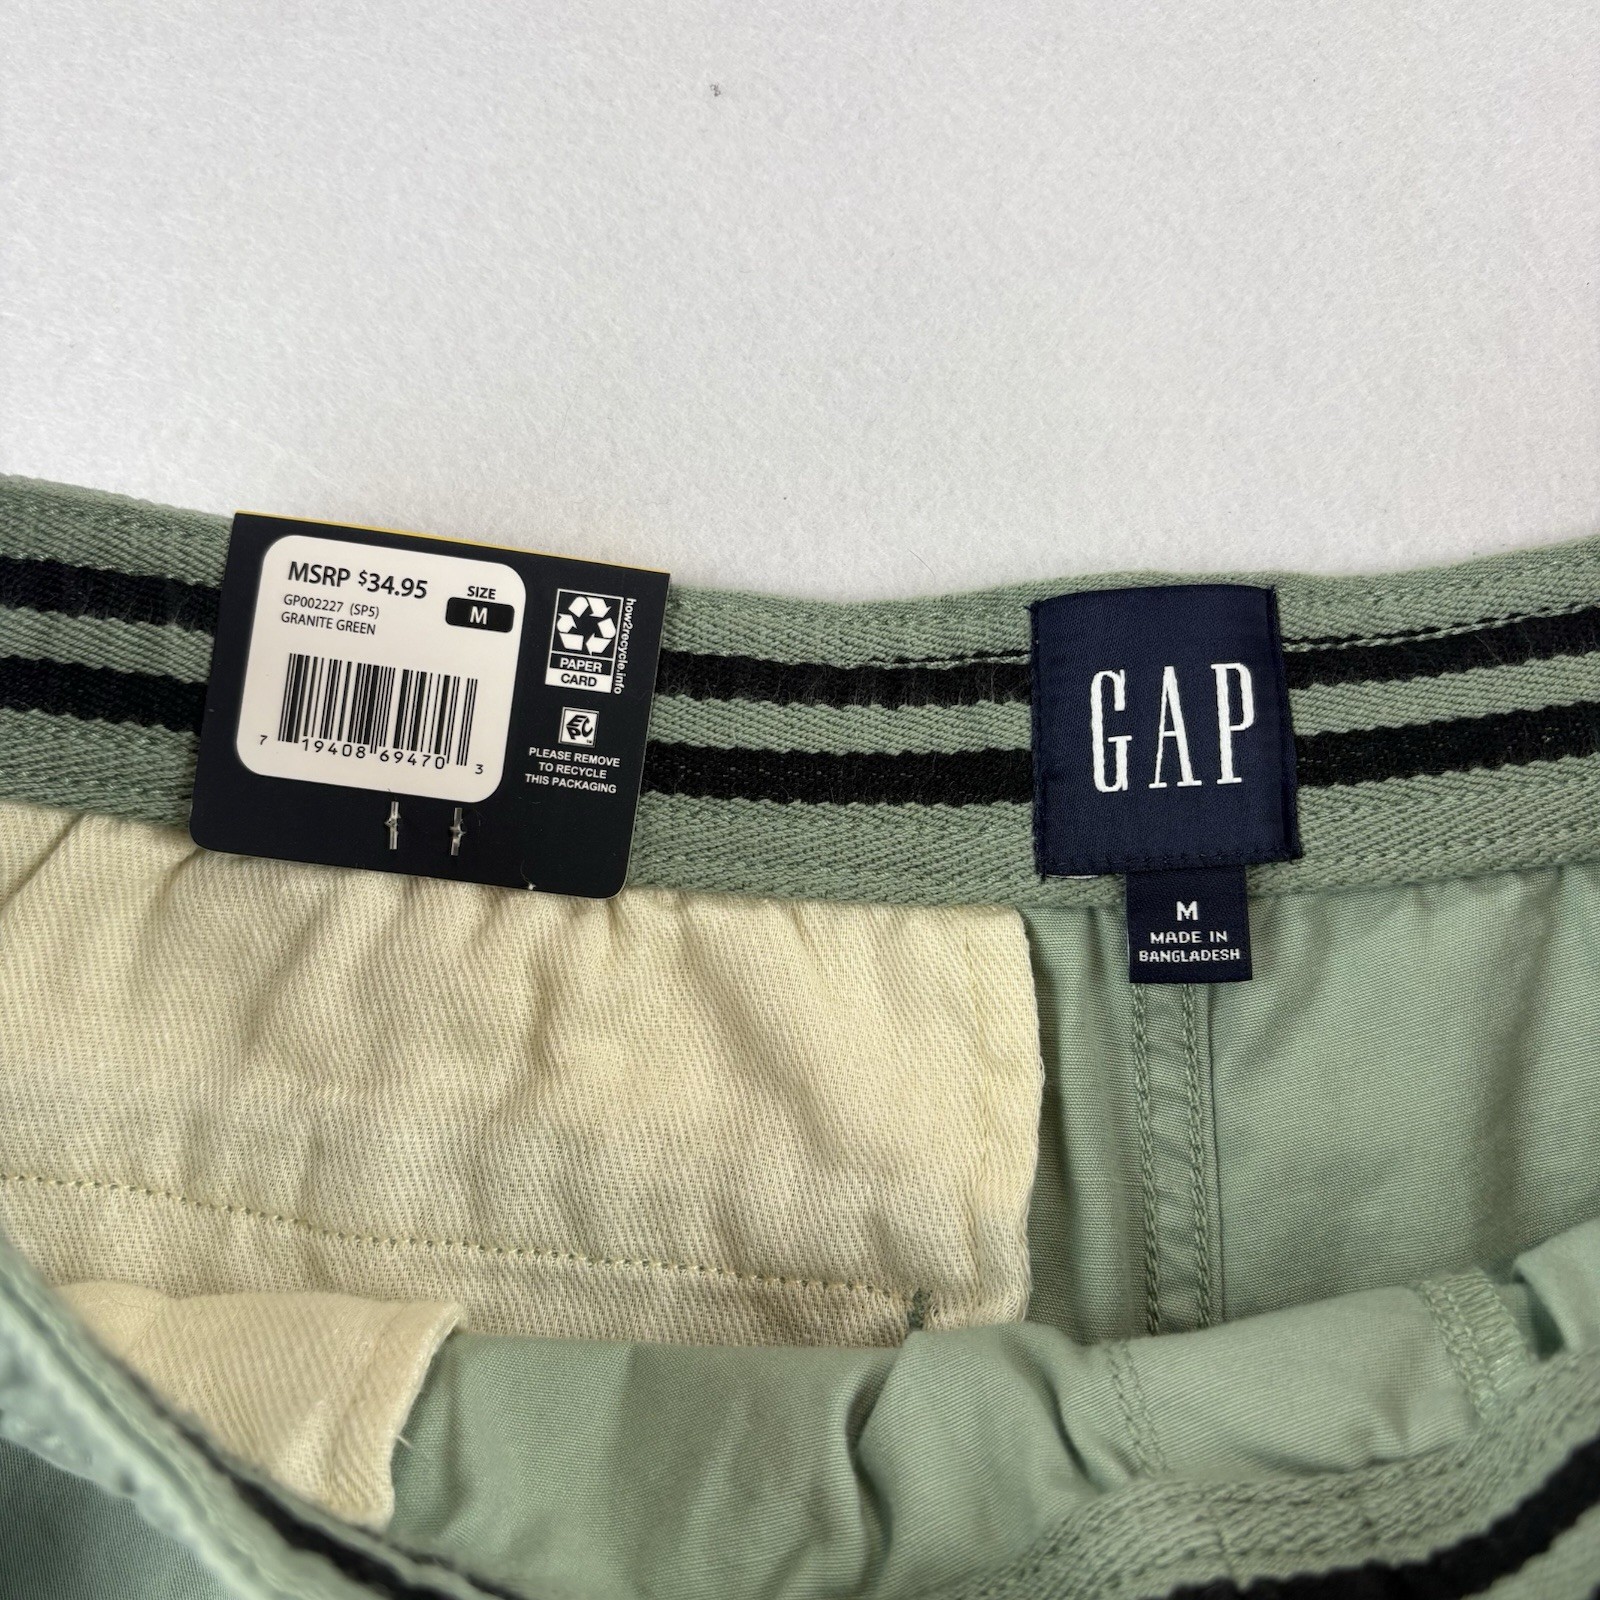 MSRP $34.95
SIZE
M
GP002227 (SP5)
GRANITE GREEN
7 19408 69470 3
how2recycle.info
PAPER
CARD
PLEASE REMOVE
TO RECYCLE
THIS PACKAGING
GAP
M
MADE IN
BANGLADESH